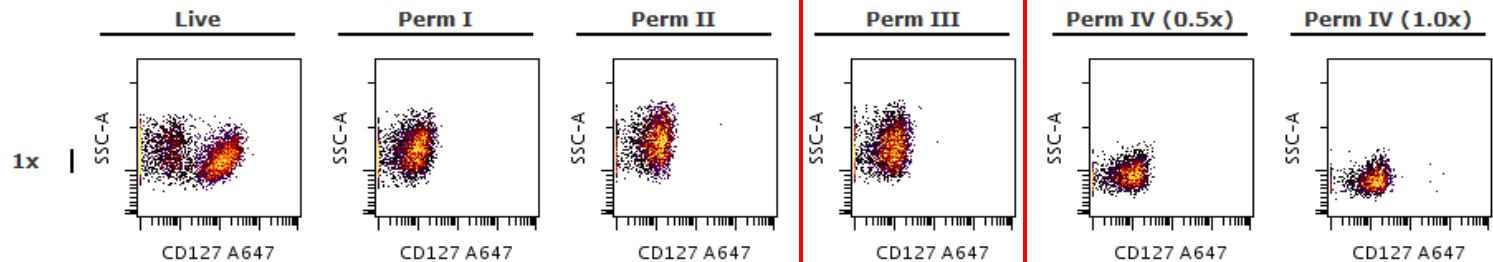 Live Perm I Perm II Perm III Perm IV (0.5x) Perm IV (1.0x)
1x
SSC-A SSC-A SSC-A SSC-A SSC-A SSC-A
CD127 A647 CD127 A647 CD127 A647 CD127 A647 CD127 A647 CD127 A647